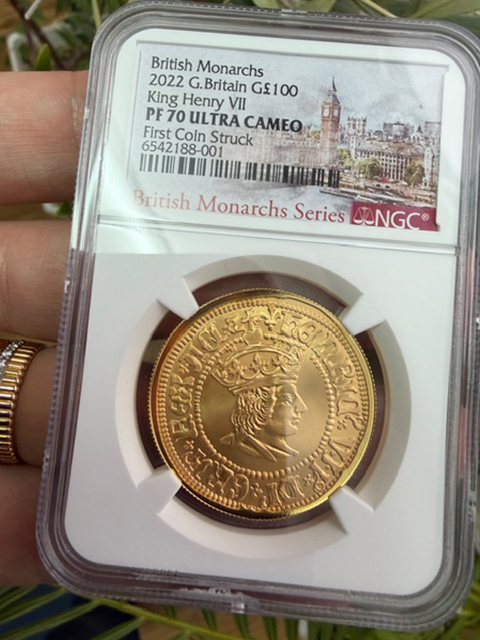 British Monarchs
2022 G.Britain G£100
King Henry VII
PF 70 ULTRA CAMEO
First Coin Struck
6542188-001
British Monarchs Series NGC®